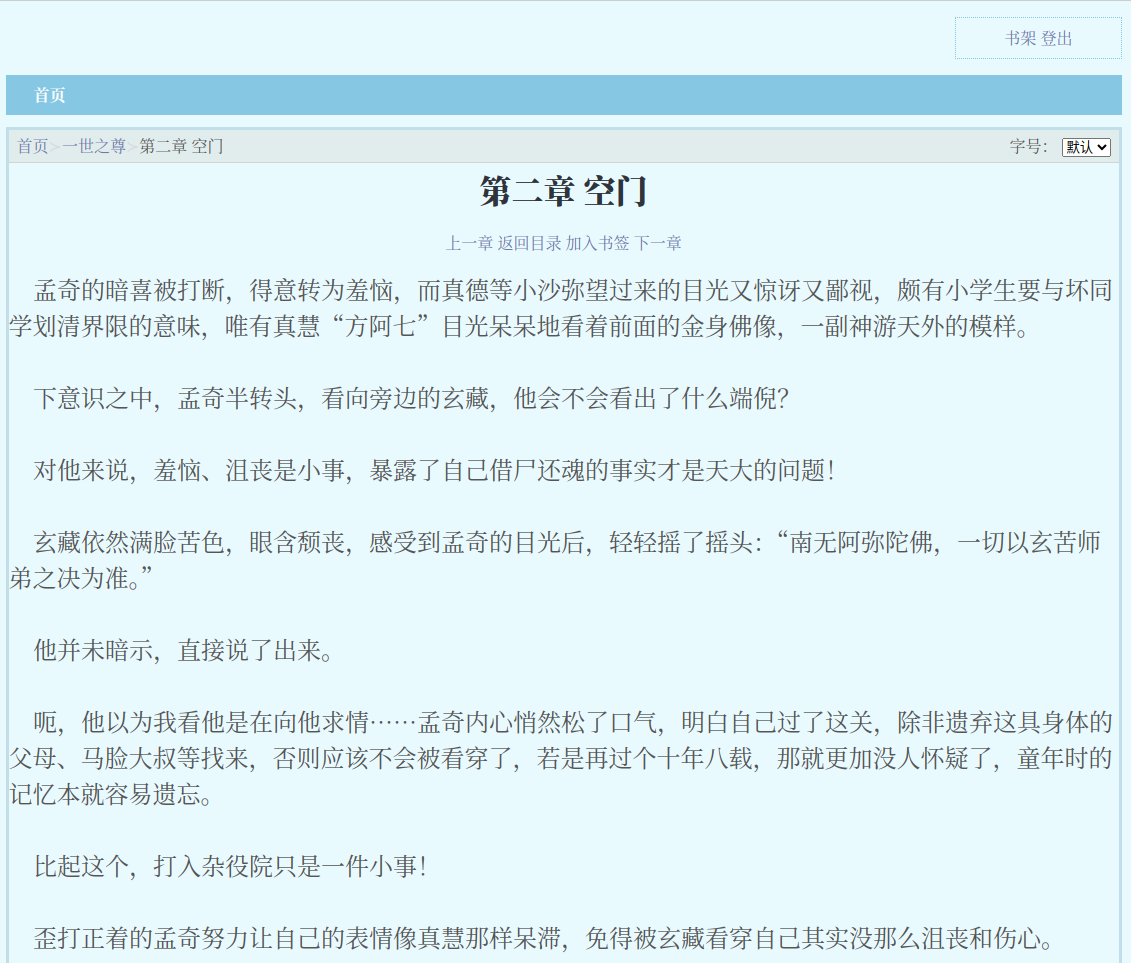 书架 登出
首页
首页>一世之尊>第二章 空门
字号： 默认
第二章 空门
上一章 返回目录 加入书签 下一章
孟奇的暗喜被打断，得意转为羞恼，而真德等小沙弥望过来的目光又惊讶又鄙视，颇有小学生要与坏同
学划清界限的意味，唯有真慧“方阿七”目光呆呆地看着前面的金身佛像，一副神游天外的模样。
下意识之中，孟奇半转头，看向旁边的玄藏，他会不会看出了什么端倪？
对他来说，羞恼、沮丧是小事，暴露了自己借尸还魂的事实才是天大的问题！
玄藏依然满脸苦色，眼含颓丧，感受到孟奇的目光后，轻轻摇了摇头：“南无阿弥陀佛，一切以玄苦师
弟之决为准。”
他并未暗示，直接说了出来。
呃，他以为我看他是在向他求情……孟奇内心悄然松了口气，明白自己过了这关，除非遗弃这具身体的
父母、马脸大叔等找来，否则应该不会被看穿了，若是再过个十年八载，那就更加没人怀疑了，童年时的
记忆本就容易遗忘。
比起这个，打入杂役院只是一件小事！
歪打正着的孟奇努力让自己的表情像真慧那样呆滞，免得被玄藏看穿自己其实没那么沮丧和伤心。